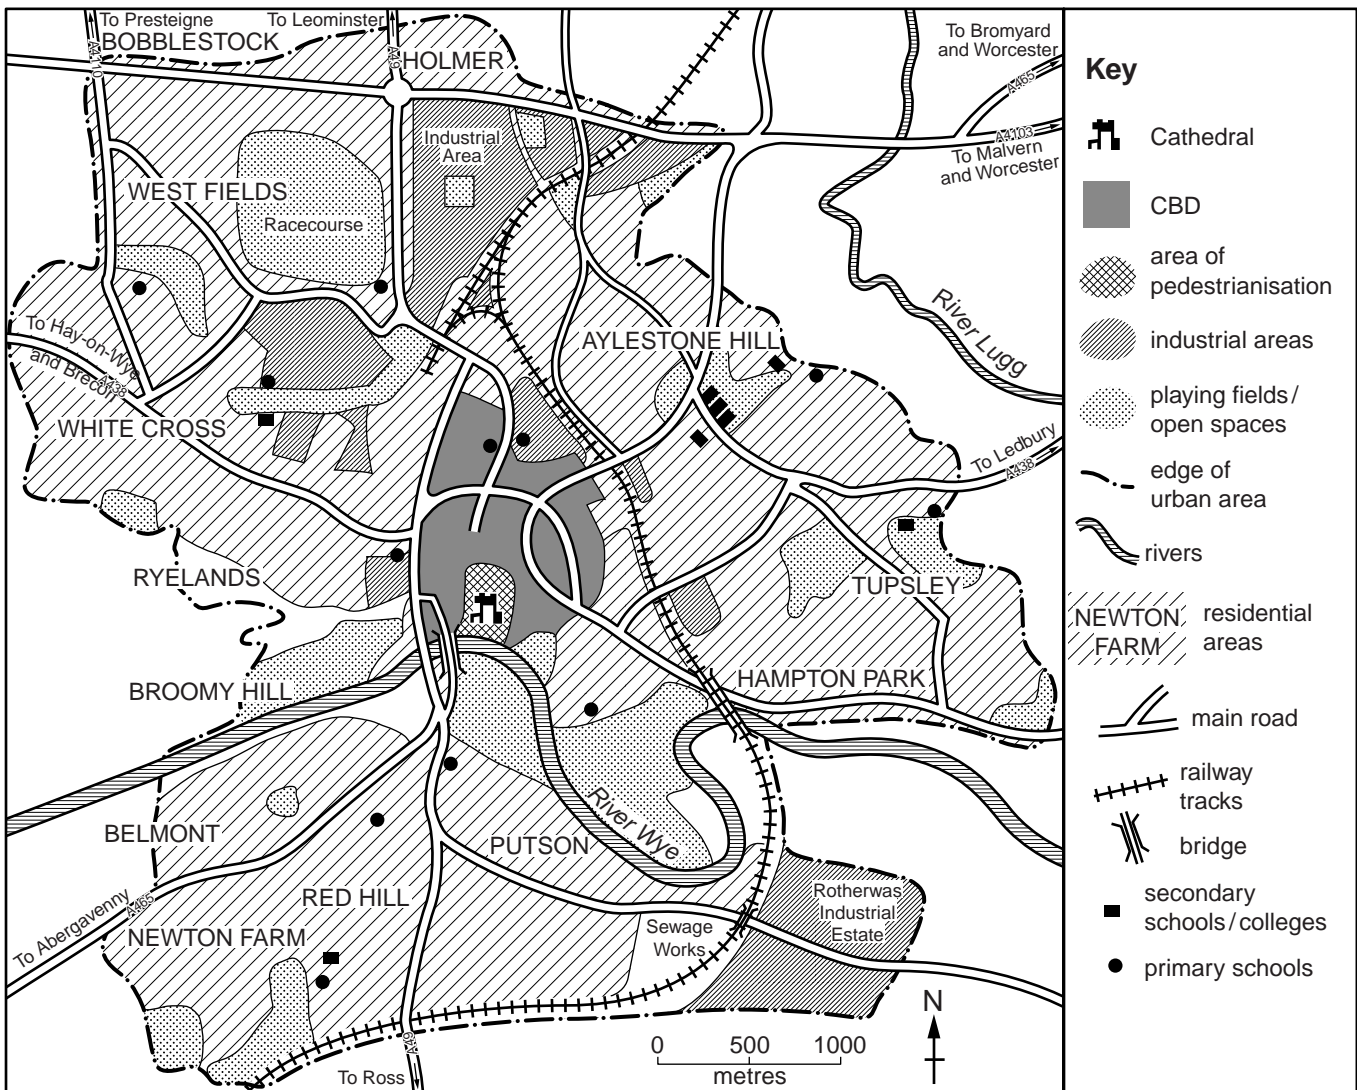 To Presteigne
BOBBLESTOCK
To Leominster
HOLMER
A4110
A49
To Bromyard
and Worcester
A465
A4103
To Malvern
and Worcester
Industrial
Area
WEST FIELDS
Racecourse
River Lugg
To Hay-on-Wye
and Brecon
A438
AYLESTONE HILL
WHITE CROSS
To Ledbury
A438
RYELANDS
TUPSLEY
BROOMY HILL
HAMPTON PARK
BELMONT
River Wye
PUTSON
To Abergavenny
A465
RED HILL
NEWTON FARM
Sewage
Works
Rotherwas
Industrial
Estate
A49
To Ross
N
0 500 1000
metres
Key
Cathedral
CBD
area of
pedestrianisation
industrial areas
playing fields/
open spaces
edge of
urban area
rivers
NEWTON
FARM
residential
areas
main road
railway
tracks
bridge
secondary
schools/colleges
primary schools